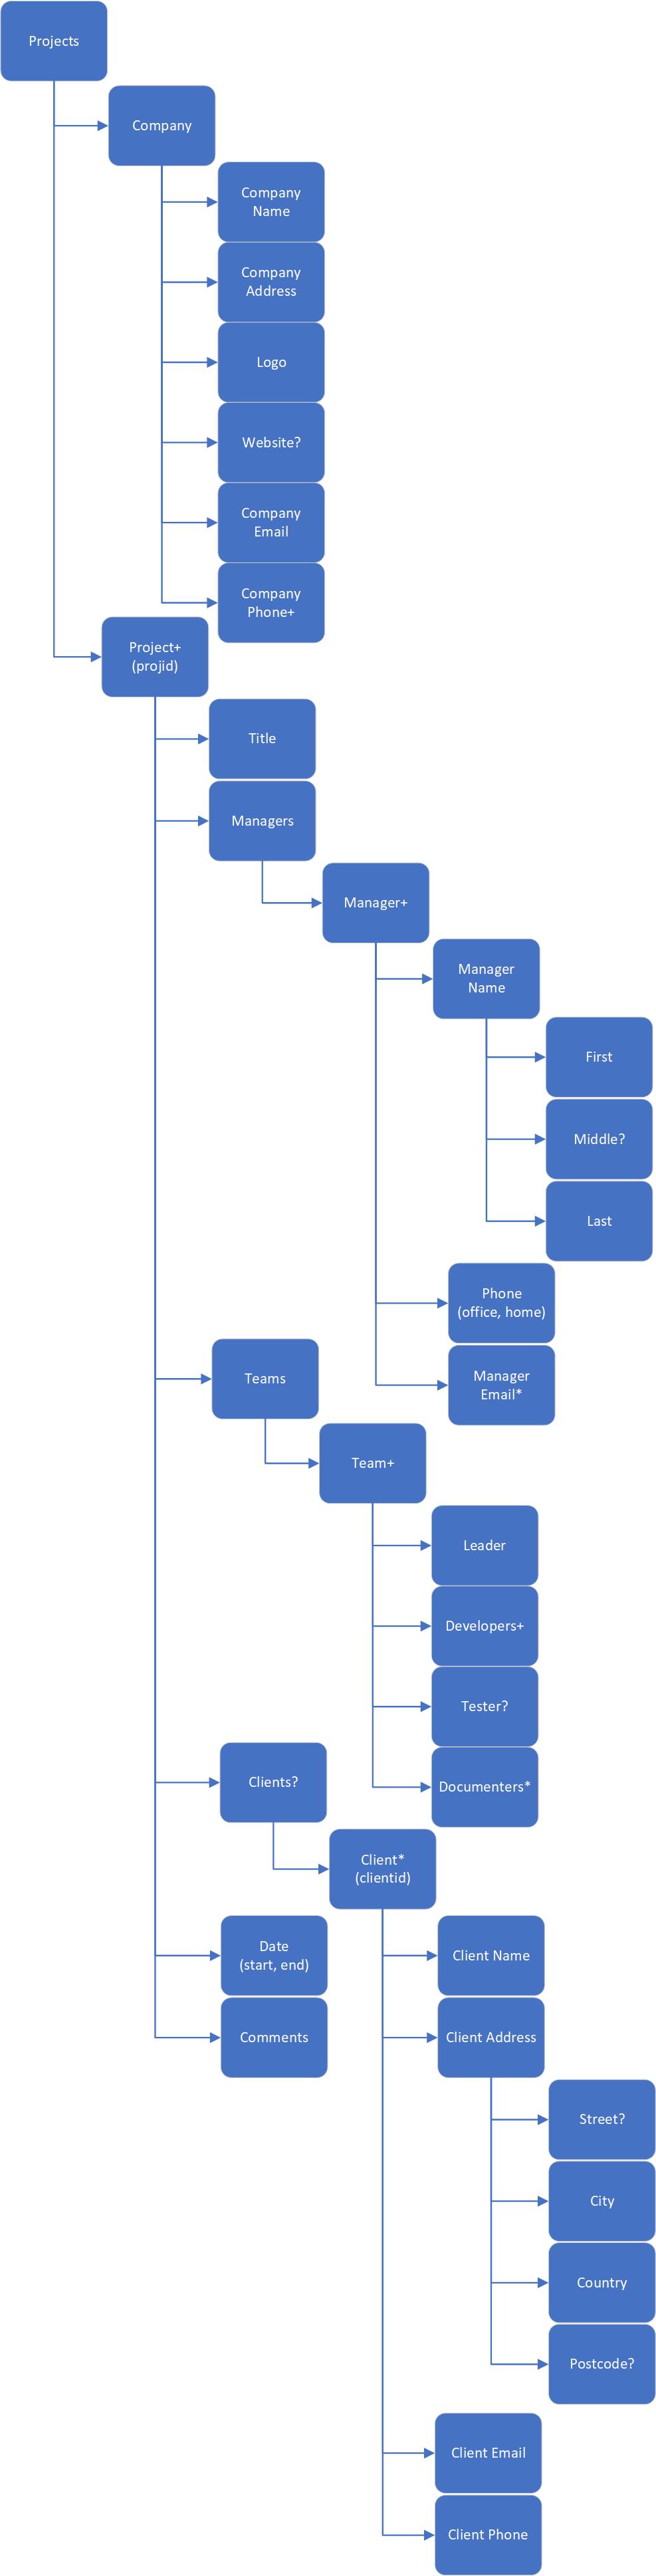 Projects
Company
Company
Name
Company
Address
Logo
Website?
Company
Email
Company
Phone+
Project+
(projid)
Title
Managers
Manager+
Manager
Name
First
Middle?
Last
Phone
(office, home)
Manager
Email*
Teams
Team+
Leader
Developers+
Tester?
Documenters*
Clients?
Client*
(clientid)
Date
(start, end)
Client Name
Comments
Client Address
Street?
City
Country
Postcode?
Client Email
Client Phone